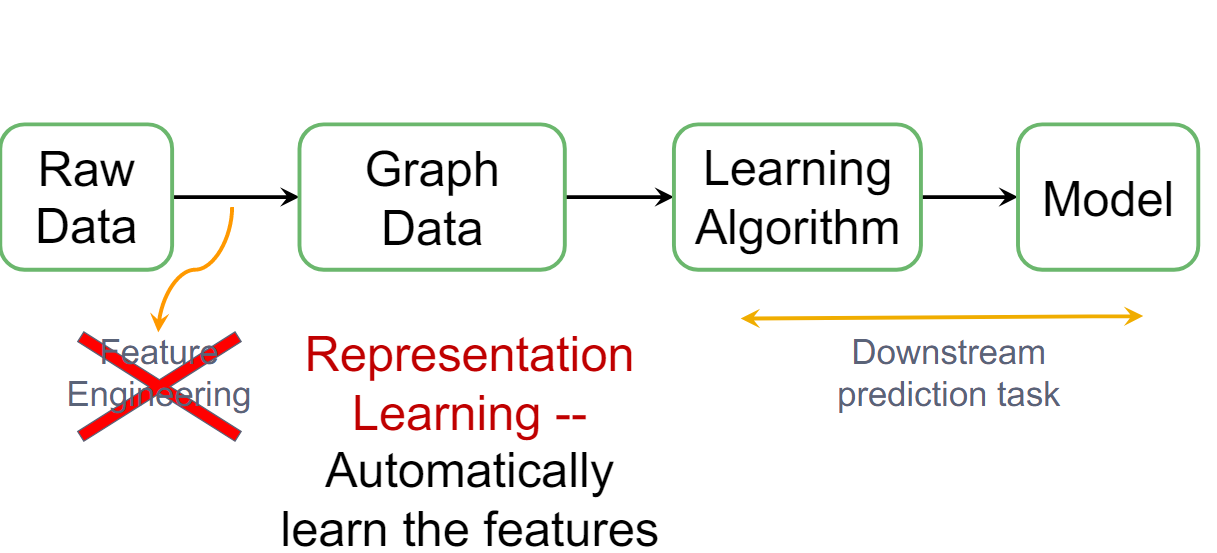 Raw
Data
Graph
Data
Learning
Algorithm
Model
Feature
Engineering
Representation
Learning --
Automatically
learn the features
Downstream
prediction task